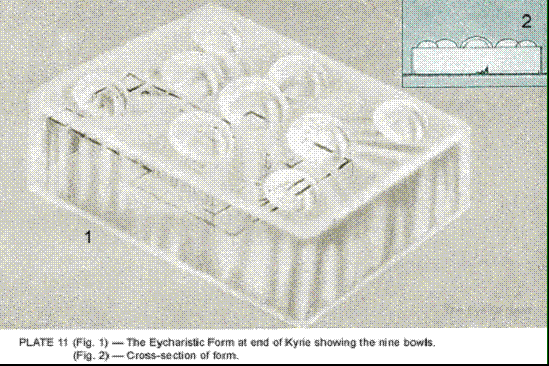 2
1
PLATE 11 (Fig. 1) — The Eycharistic Form at end of Kyrie showing the nine bowls.
(Fig. 2) — Cross-section of form.